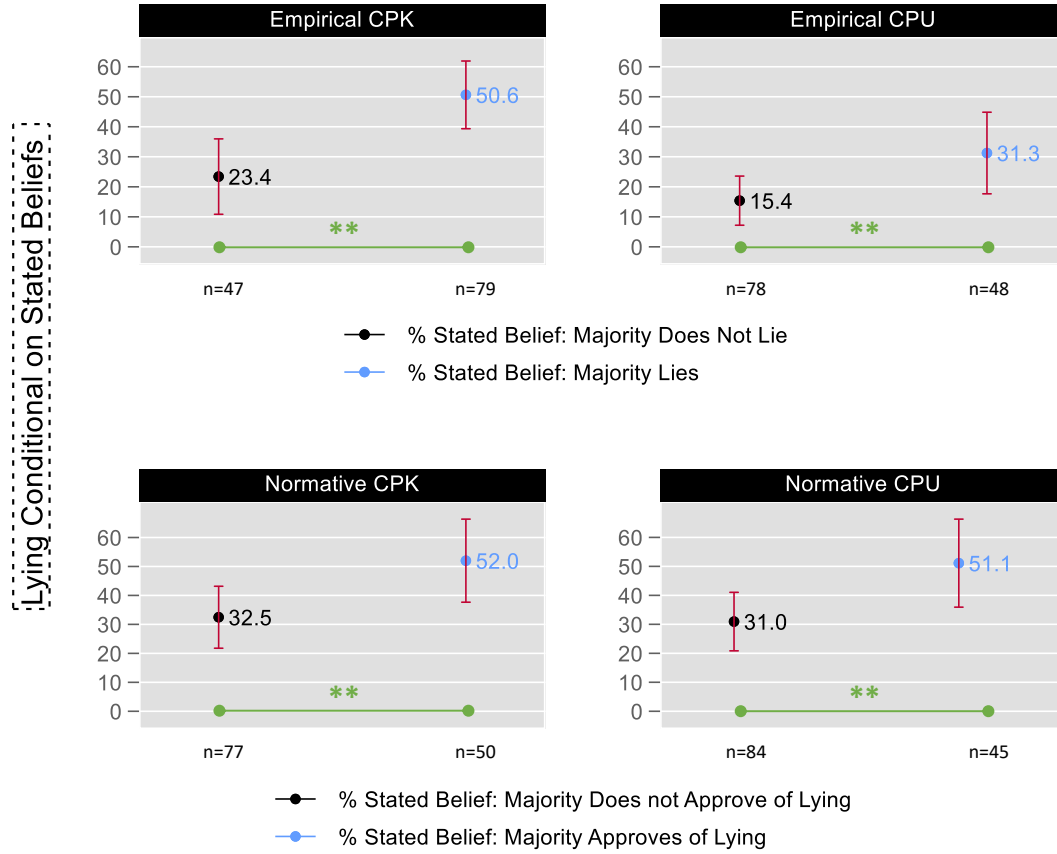 Lying Conditional on Stated Beliefs
Empirical CPK
60
50
40
30
20
10
0
23.4
50.6
**
n=47
n=79
Empirical CPU
60
50
40
30
20
10
0
15.4
31.3
**
n=78
n=48
% Stated Belief: Majority Does Not Lie
% Stated Belief: Majority Lies
Normative CPK
60
50
40
30
20
10
0
32.5
52.0
**
n=77
n=50
Normative CPU
60
50
40
30
20
10
0
31.0
51.1
**
n=84
n=45
% Stated Belief: Majority Does not Approve of Lying
% Stated Belief: Majority Approves of Lying